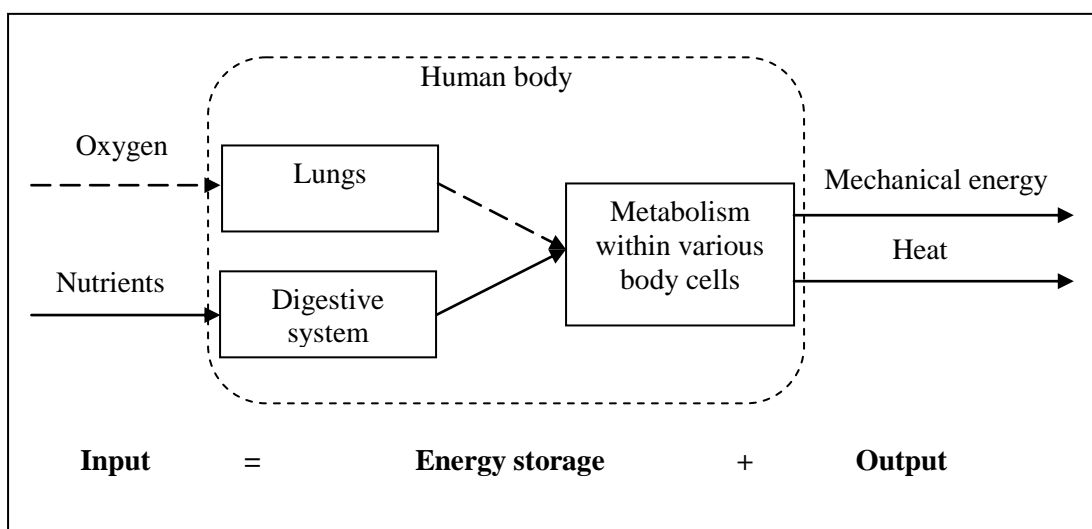 Human body
Oxygen
Lungs
Mechanical energy
Metabolism
within various
body cells
Heat
Nutrients
Digestive
system
Input = Energy storage + Output